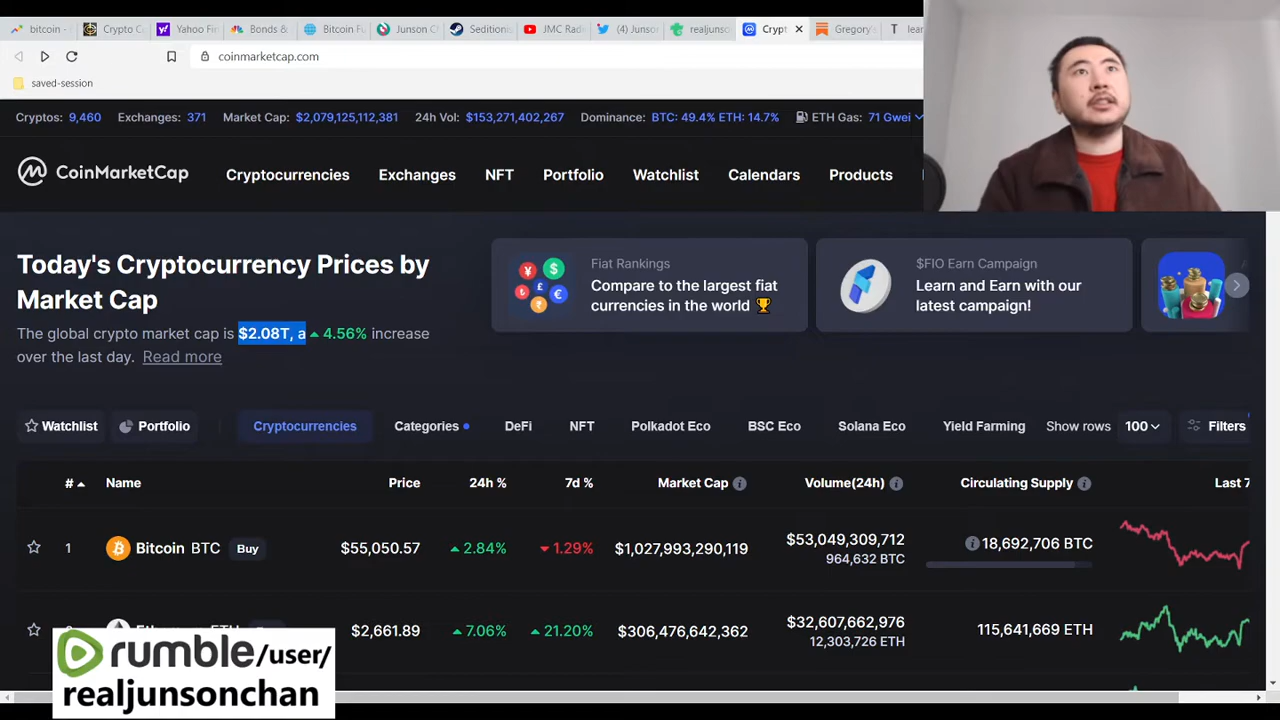 bitcoin -
Crypto C
Yahoo Fin
Bonds &
Bitcoin Fu
Junson Ch
Sedition
JMC Radi
(4) Junso
realjunso
Crypt
Gregory's
lear
coinmarketcap.com
saved-session
Cryptos: 9,460 Exchanges: 371 Market Cap: $2,079,125,112,381 24h Vol: $153,271,402,267 Dominance: BTC: 49.4% ETH: 14.7% ETH Gas: 71 Gwei
CoinMarketCap
Cryptocurrencies Exchanges NFT Portfolio Watchlist Calendars Products
Today's Cryptocurrency Prices by
Market Cap
The global crypto market cap is $2.08T, a 4.56% increase
over the last day. Read more
Fiat Rankings
Compare to the largest fiat
currencies in the world 🏆
$FIO Earn Campaign
Learn and Earn with our
latest campaign!
Watchlist Portfolio Cryptocurrencies Categories DeFi NFT Polkadot Eco BSC Eco Solana Eco Yield Farming Show rows 100 Filters
# Name Price 24h % 7d % Market Cap Volume(24h) Circulating Supply Last 7
1 Bitcoin BTC Buy $55,050.57 2.84% 1.29% $1,027,993,290,119 $53,049,309,712 18,692,706 BTC
964,632 BTC
$2,661.89 7.06% 21.20% $306,476,642,362 $32,607,662,976 115,641,669 ETH
12,303,726 ETH
rumble/user/
realjunsonchan